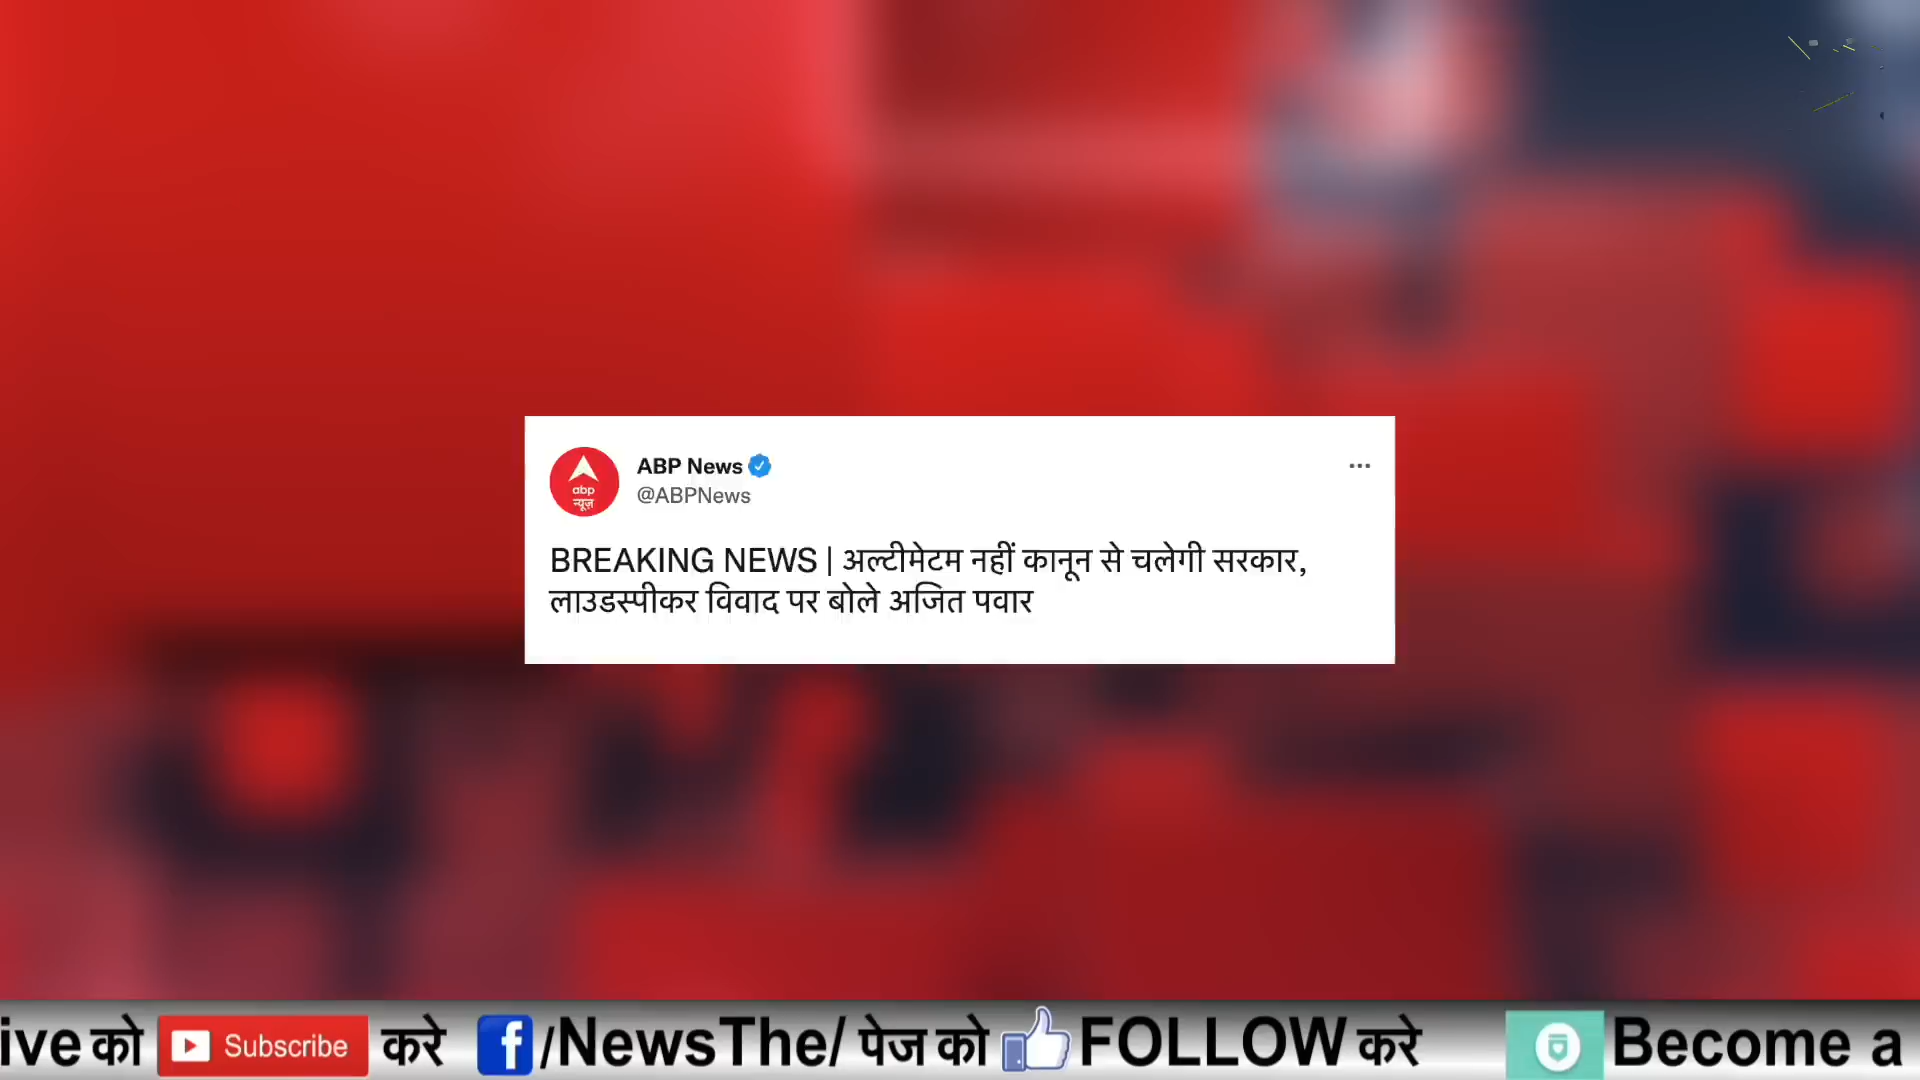 ABP News
@ABPNews
abp
न्यूज़
BREAKING NEWS | अल्टीमेटम नहीं कानून से चलेगी सरकार,
लाउडस्पीकर विवाद पर बोले अजित पवार
ive को Subscribe करे f/NewsThe/ पेज को FOLLOW करे Become a